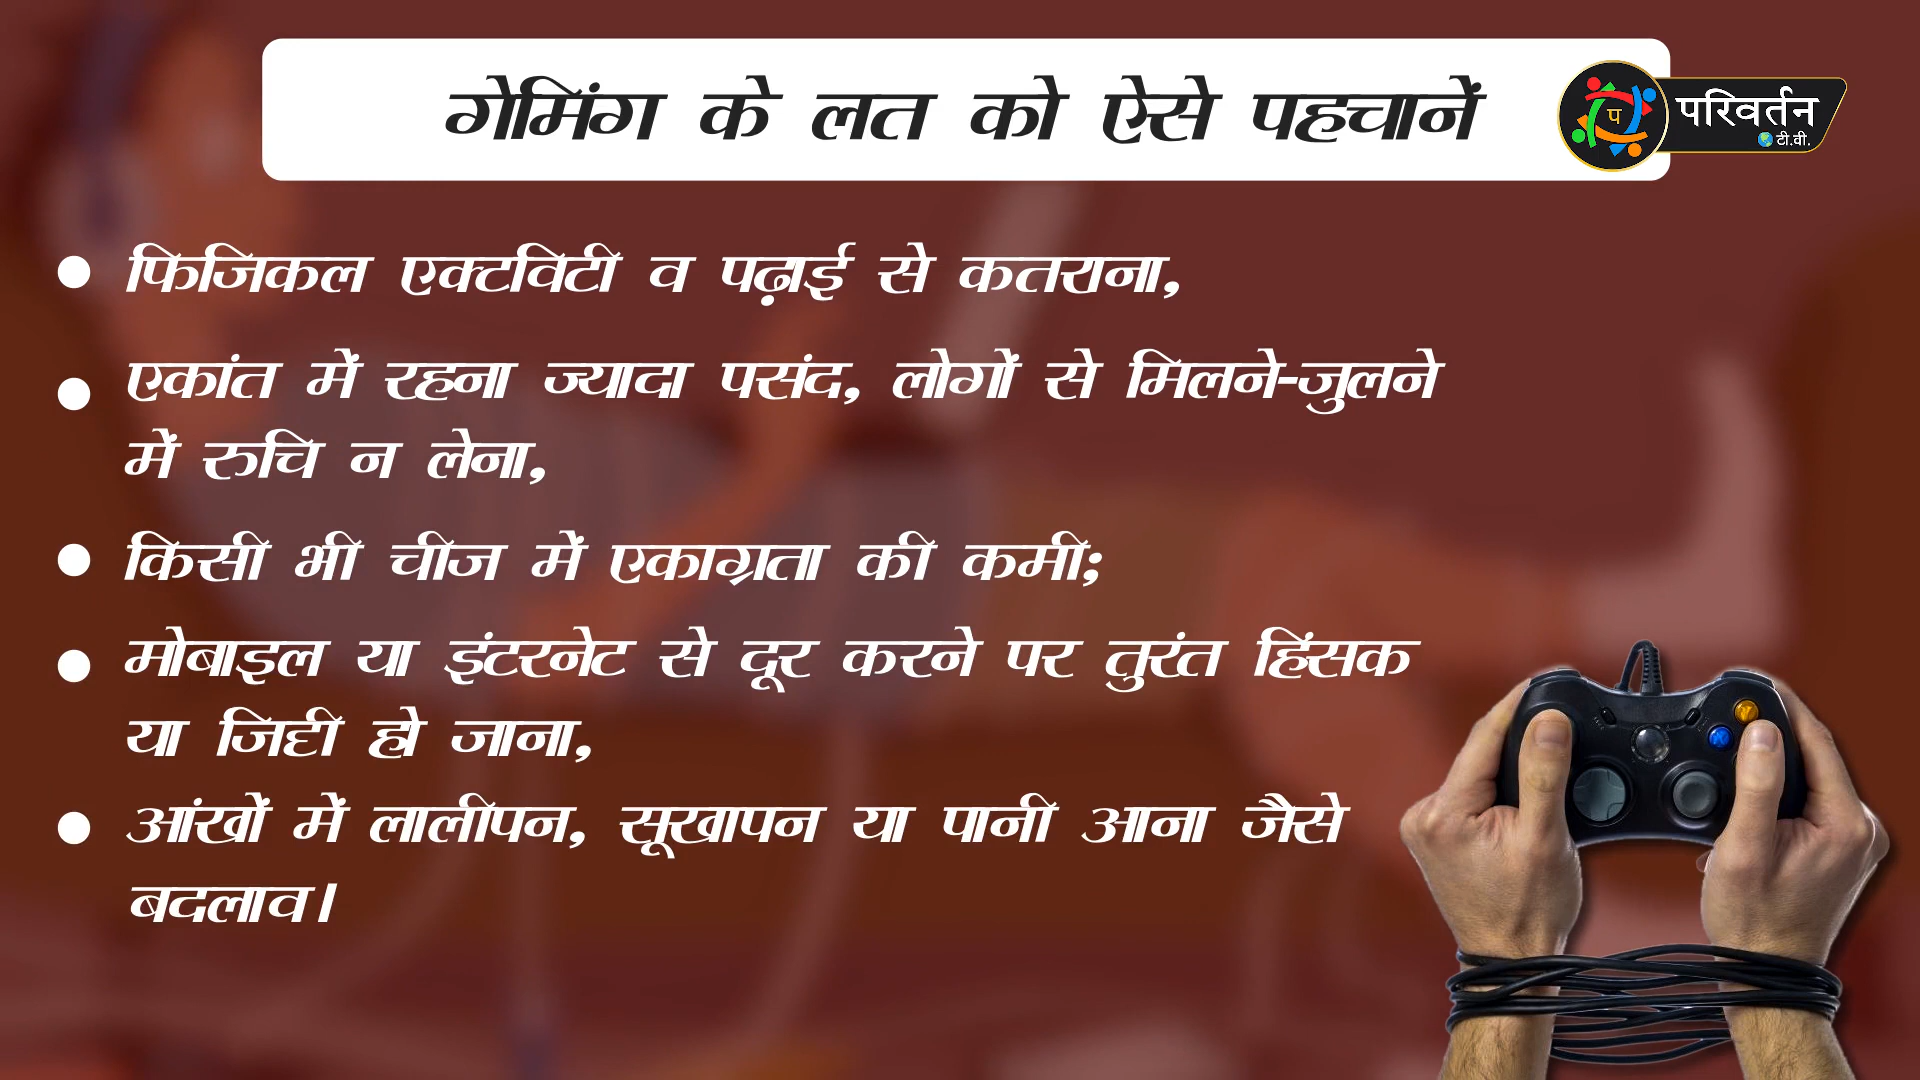 गेमिंग के लत को ऐसे पहचानें
प
परिवर्तन
टी.वी.
फिजिकल एक्टविटी व पढ़ाई से कतराना,
एकांत में रहना ज्यादा पसंद, लोगों से मिलने-जुलने
में रुचि न लेना,
किसी भी चीज में एकाग्रता की कमी;
मोबाइल या इंटरनेट से दूर करने पर तुरंत हिंसक
या जिद्दी हो जाना,
आंखों में लालीपन, सूखापन या पानी आना जैसे
बदलाव।